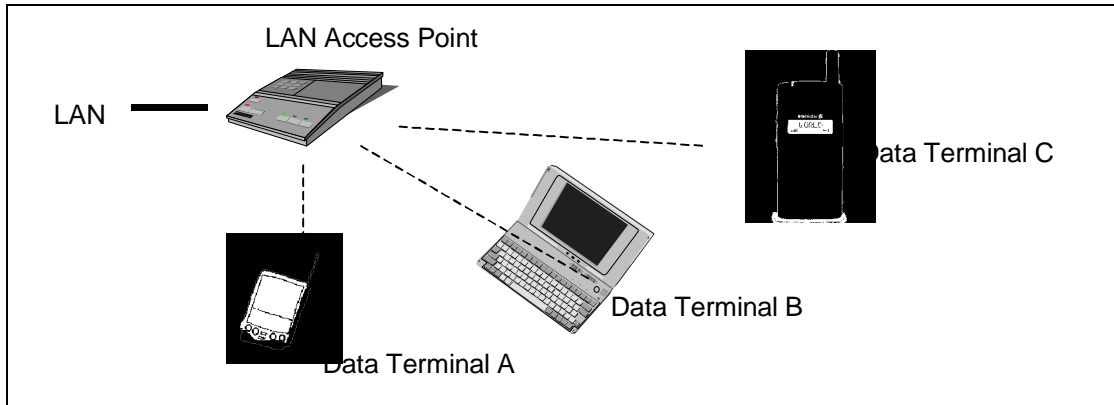 LAN Access Point
LAN
Data Terminal C
Data Terminal B
Data Terminal A